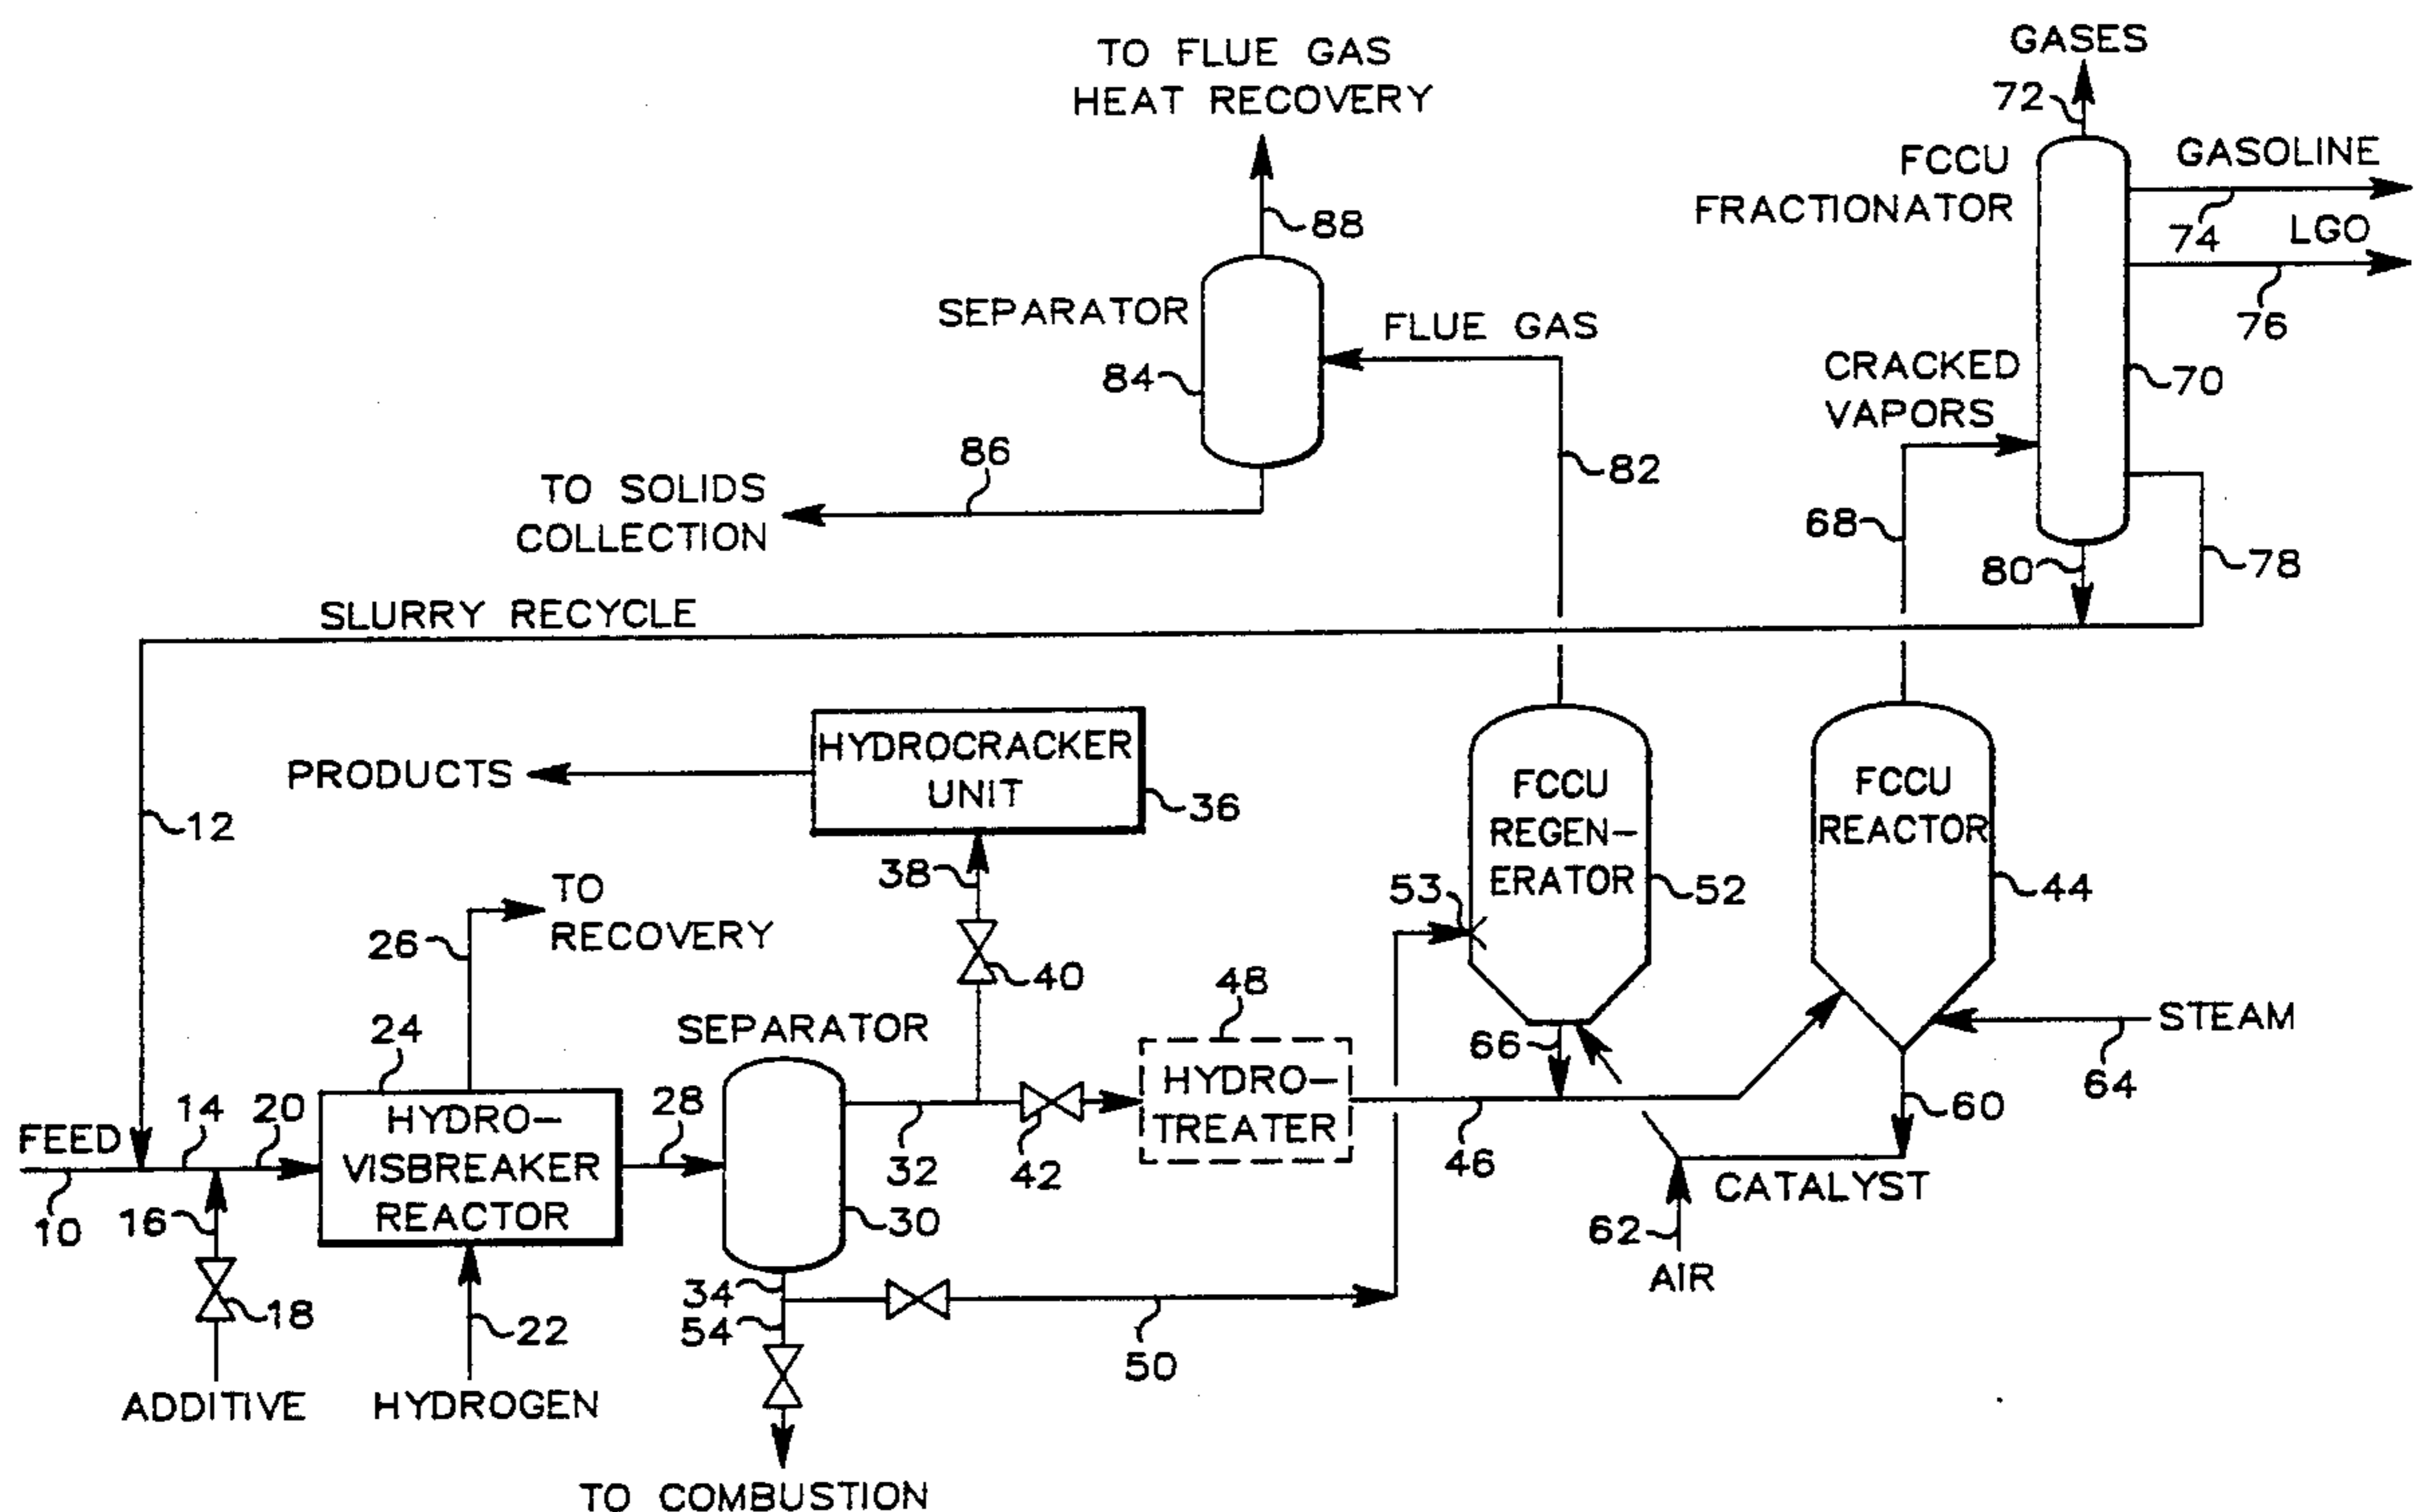 TO FLUE GAS
HEAT RECOVERY
88
SEPARATOR
84
FLUE GAS
86
TO SOLIDS
COLLECTION
82
GASES
72
FCCU
FRACTIONATOR
GASOLINE
74
LGO
76
CRACKED
VAPORS
70
68
80
78
SLURRY RECYCLE
12
PRODUCTS
HYDROCRACKER
UNIT
36
38
40
FCCU
REGEN-
ERATOR
53
52
FCCU
REACTOR
44
TO
RECOVERY
26
24
SEPARATOR
48
66
STEAM
64
FEED
10
14
20
HYDRO-
VISBREAKER
REACTOR
28
32
42
HYDRO-
TREATER
46
60
CATALYST
62
AIR
16
18
22
30
34
54
50
ADDITIVE
HYDROGEN
TO COMBUSTION